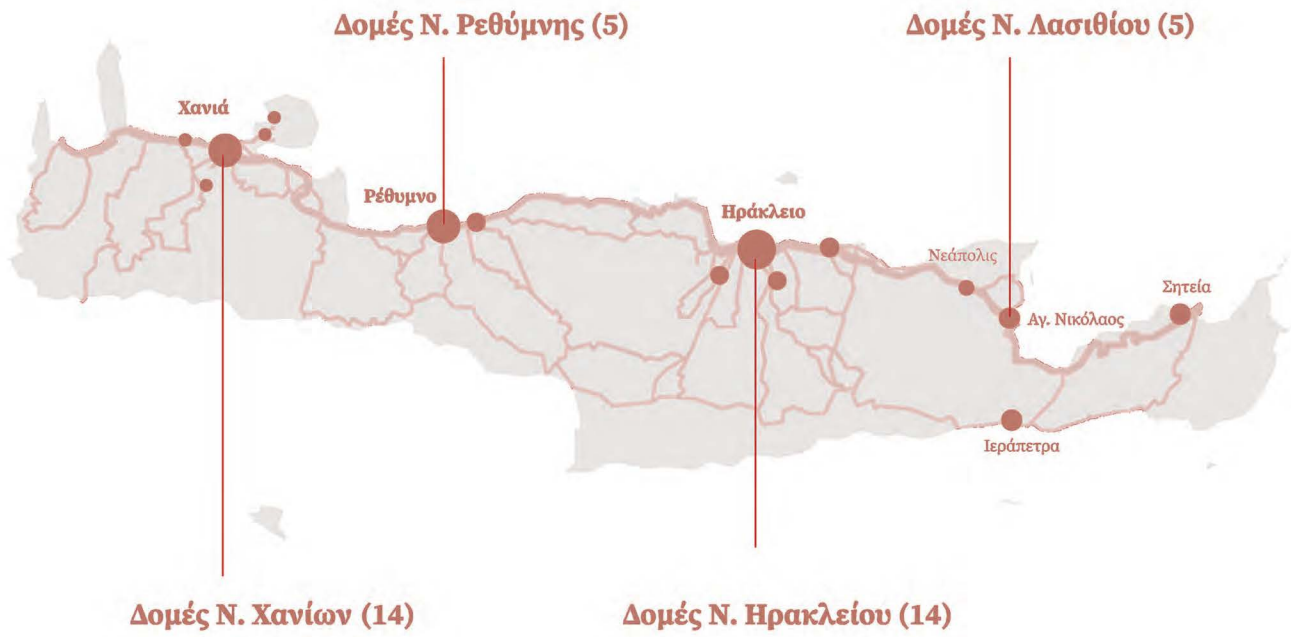 Δομές Ν. Ρεθύμνης (5)
Δομές Ν. Λασιθίου (5)
Χανιά
Ρέθυμνο
Ηράκλειο
Νεάπολις
Σητεία
Αγ. Νικόλαος
Ιεράπετρα
Δομές Ν. Χανίων (14)
Δομές Ν. Ηρακλείου (14)